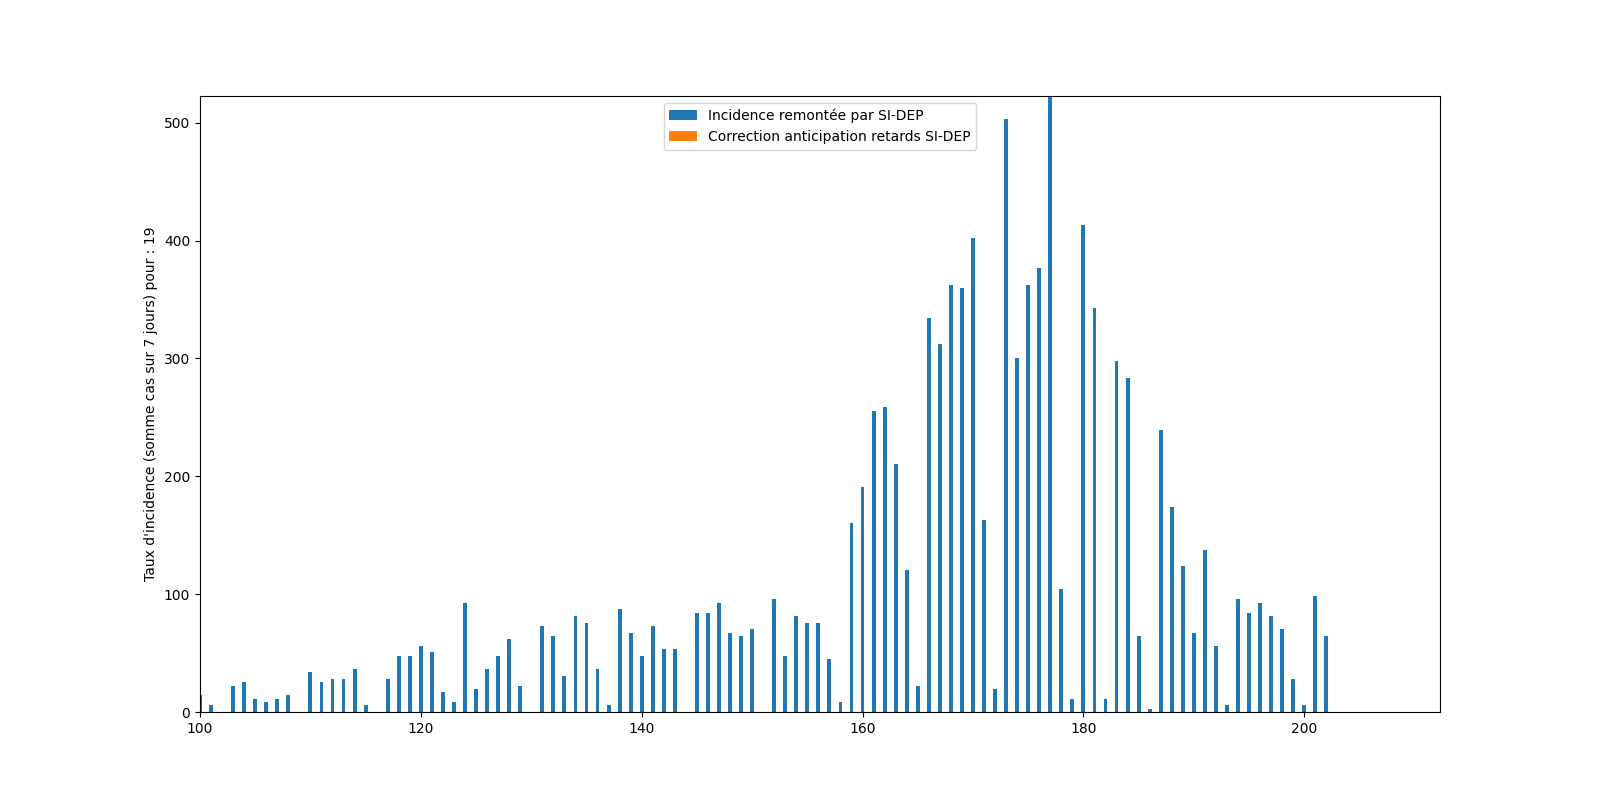 Incidence remontée par SI-DEP
Correction anticipation retards SI-DEP
Taux d'incidence (somme cas sur 7 jours) pour : 19
500
400
300
200
100
0
100 120 140 160 180 200